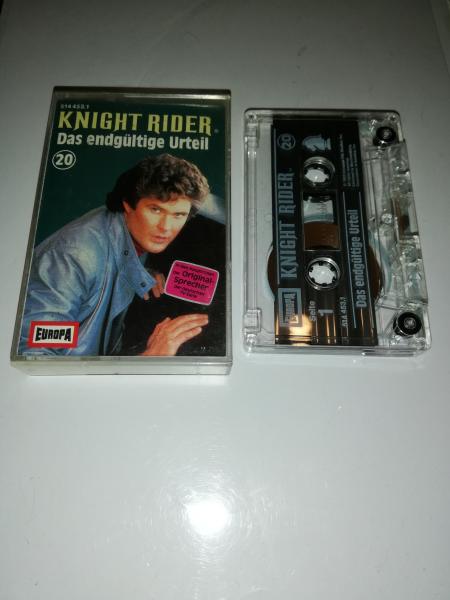 514 453.1
KNIGHT RIDER®
Das endgültige Urteil
20
Original-
Sprecher
EUROPA
20
EUROPA
KNIGHT RIDER.
Seite
1
514 453.1
Das endgültige Urteil